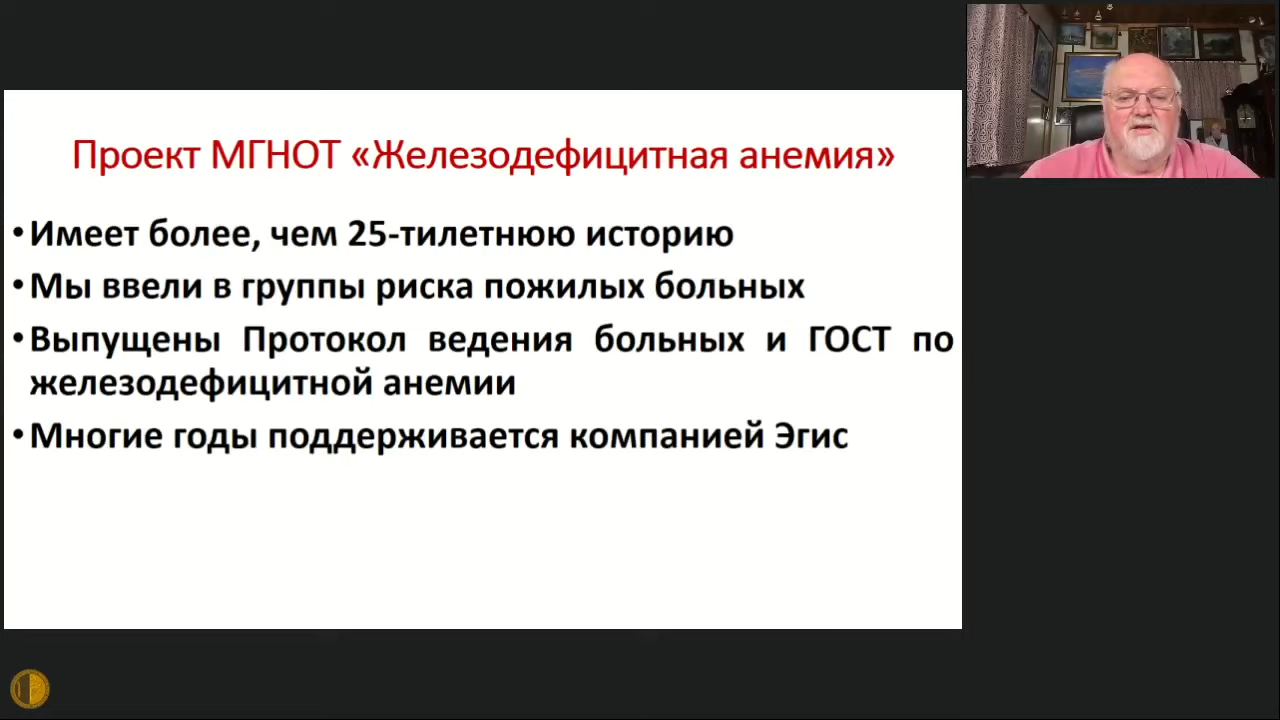 Проект МГНОТ «Железодефицитная анемия»
• Имеет более, чем 25-тилетнюю историю
• Мы ввели в группы риска пожилых больных
• Выпущены Протокол ведения больных и ГОСТ по
железодефицитной анемии
• Многие годы поддерживается компанией Эгис